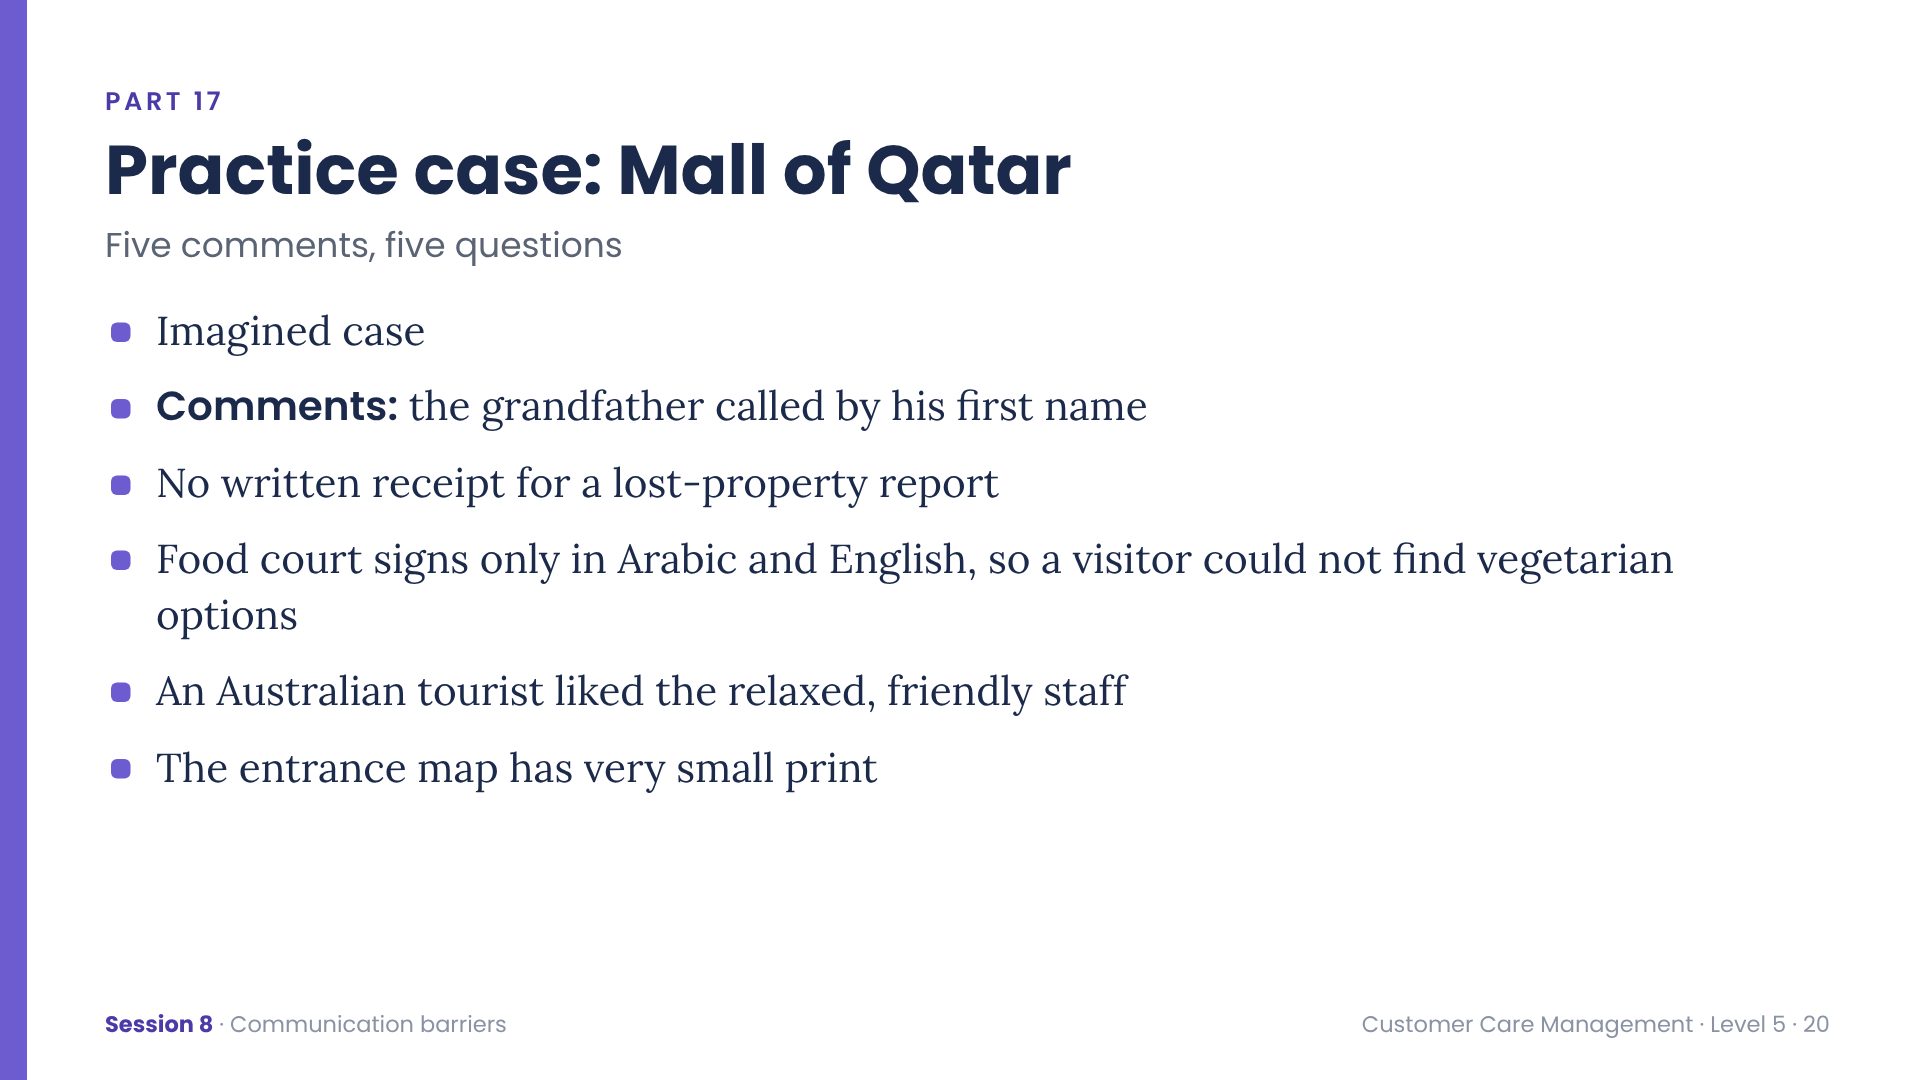 PART 17
Practice case: Mall of Qatar
Five comments, five questions
Imagined case
Comments: the grandfather called by his first name
No written receipt for a lost-property report
Food court signs only in Arabic and English, so a visitor could not find vegetarian
options
An Australian tourist liked the relaxed, friendly staff
The entrance map has very small print
Session 8 · Communication barriers
Customer Care Management · Level 5 · 20